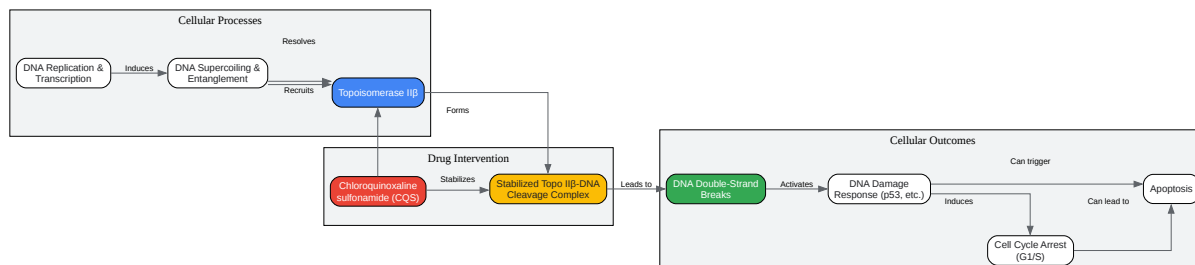 Cellular Processes
Resolves
DNA Replication &
Transcription
Induces
DNA Supercoiling &
Entanglement
Recruits
Topoisomerase IIβ
Forms
Drug Intervention
Chloroquinoxaline
sulfonamide (CQS)
Stabilizes
Stabilized Topo IIβ-DNA
Cleavage Complex
Leads to
Cellular Outcomes
DNA Double-Strand
Breaks
Activates
DNA Damage
Response (p53, etc.)
Can trigger
Induces
Can lead to
Apoptosis
Cell Cycle Arrest
(G1/S)